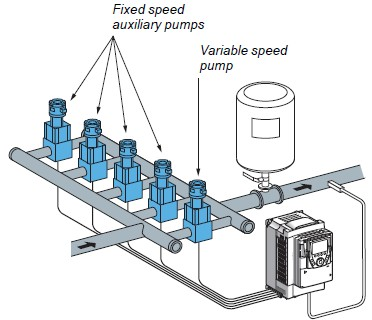 Fixed speed
auxiliary pumps
Variable speed
pump